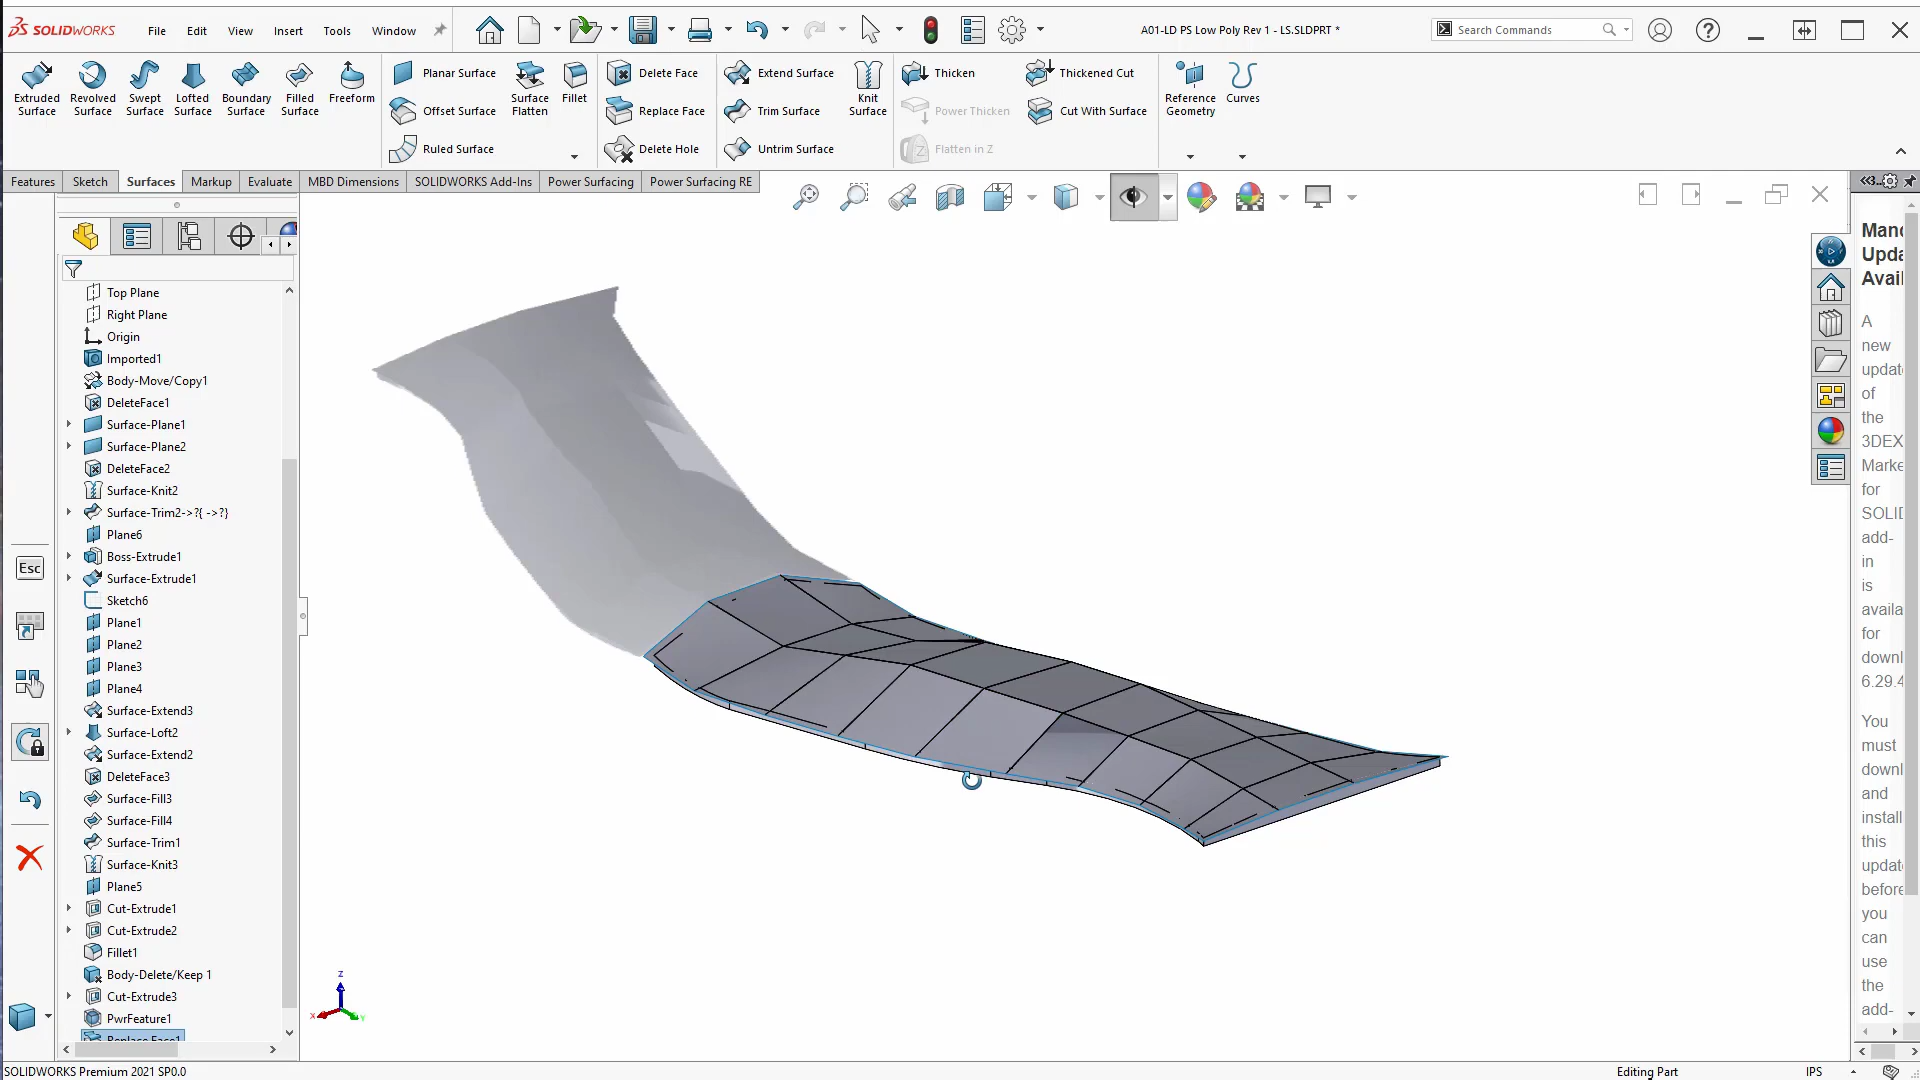 SOLIDWORKS File Edit View Insert Tools Window A01-LD PS Low Poly Rev 1 - LS.SLDPRT * Search Commands
Extruded Surface
Revolved Surface
Swept Surface
Lofted Surface
Boundary Surface
Filled Surface
Freeform
Planar Surface
Offset Surface
Ruled Surface
Surface Flatten
Fillet
Delete Face
Replace Face
Delete Hole
Extend Surface
Trim Surface
Untrim Surface
Knit Surface
Thicken
Power Thicken
Flatten in Z
Thickened Cut
Cut With Surface
Reference Geometry
Curves
Features Sketch Surfaces Markup Evaluate MBD Dimensions SOLIDWORKS Add-Ins Power Surfacing Power Surfacing RE
Top Plane
Right Plane
Origin
Imported1
Body-Move/Copy1
DeleteFace1
Surface-Plane1
Surface-Plane2
DeleteFace2
Surface-Knit2
Surface-Trim2->?{ ->?}
Plane6
Boss-Extrude1
Surface-Extrude1
Sketch6
Plane1
Plane2
Plane3
Plane4
Surface-Extend3
Surface-Loft2
Surface-Extend2
DeleteFace3
Surface-Fill3
Surface-Fill4
Surface-Trim1
Surface-Knit3
Plane5
Cut-Extrude1
Cut-Extrude2
Fillet1
Body-Delete/Keep 1
Cut-Extrude3
PwrFeature1
Replace Face1
Esc
Z
X
Y
Mand
Upda
Avail
A
new
update
of
the
3DEX
Marke
for
SOLID
add-
in
is
availa
for
downl
6.29.4
You
must
downl
and
install
this
updat
before
you
can
use
the
add-
SOLIDWORKS Premium 2021 SP0.0 Editing Part IPS